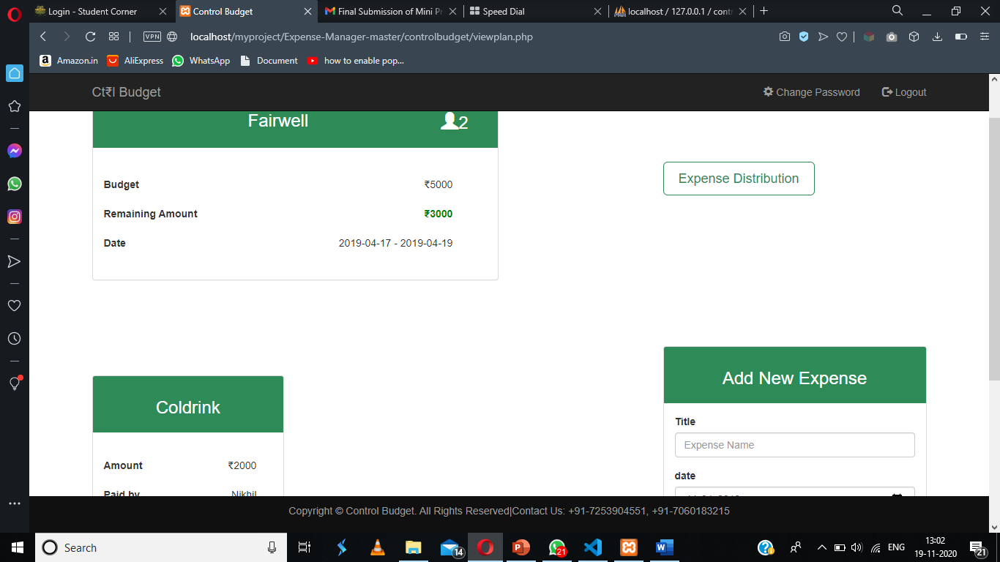 Login - Student Corner
Control Budget
Final Submission of Mini Pr
Speed Dial
localhost / 127.0.0.1 / contr
VPN
localhost/myproject/Expense-Manager-master/controlbudget/viewplan.php
Amazon.in
AliExpress
WhatsApp
Document
how to enable pop...
Ct₹l Budget
Change Password
Logout
Fairwell
2
Budget ₹5000
Remaining Amount ₹3000
Date 2019-04-17 - 2019-04-19
Expense Distribution
Coldrink
Amount ₹2000
Paid by Nikhil
Add New Expense
Title
Expense Name
date
Copyright © Control Budget. All Rights Reserved|Contact Us: +91-7253904551, +91-7060183215
Search
14
21
ENG
13:02
19-11-2020
21